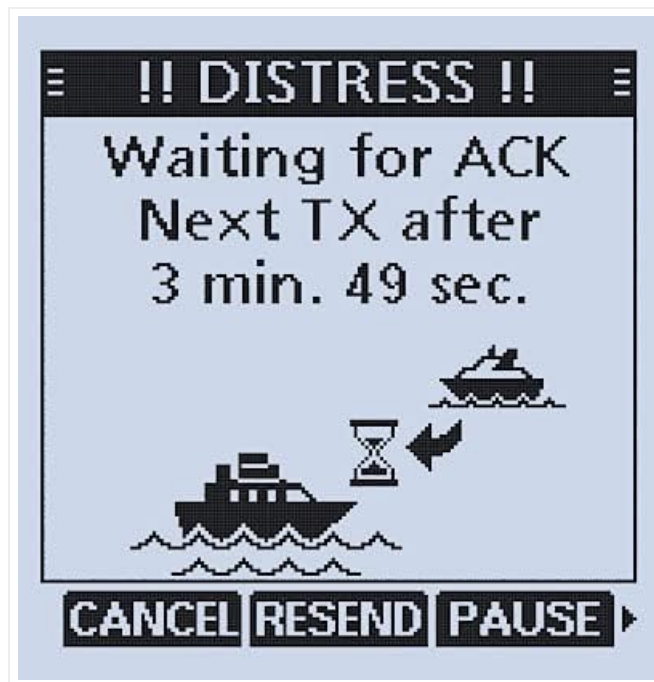 !! DISTRESS !!
Waiting for ACK
Next TX after
3 min. 49 sec.
CANCEL RESEND PAUSE